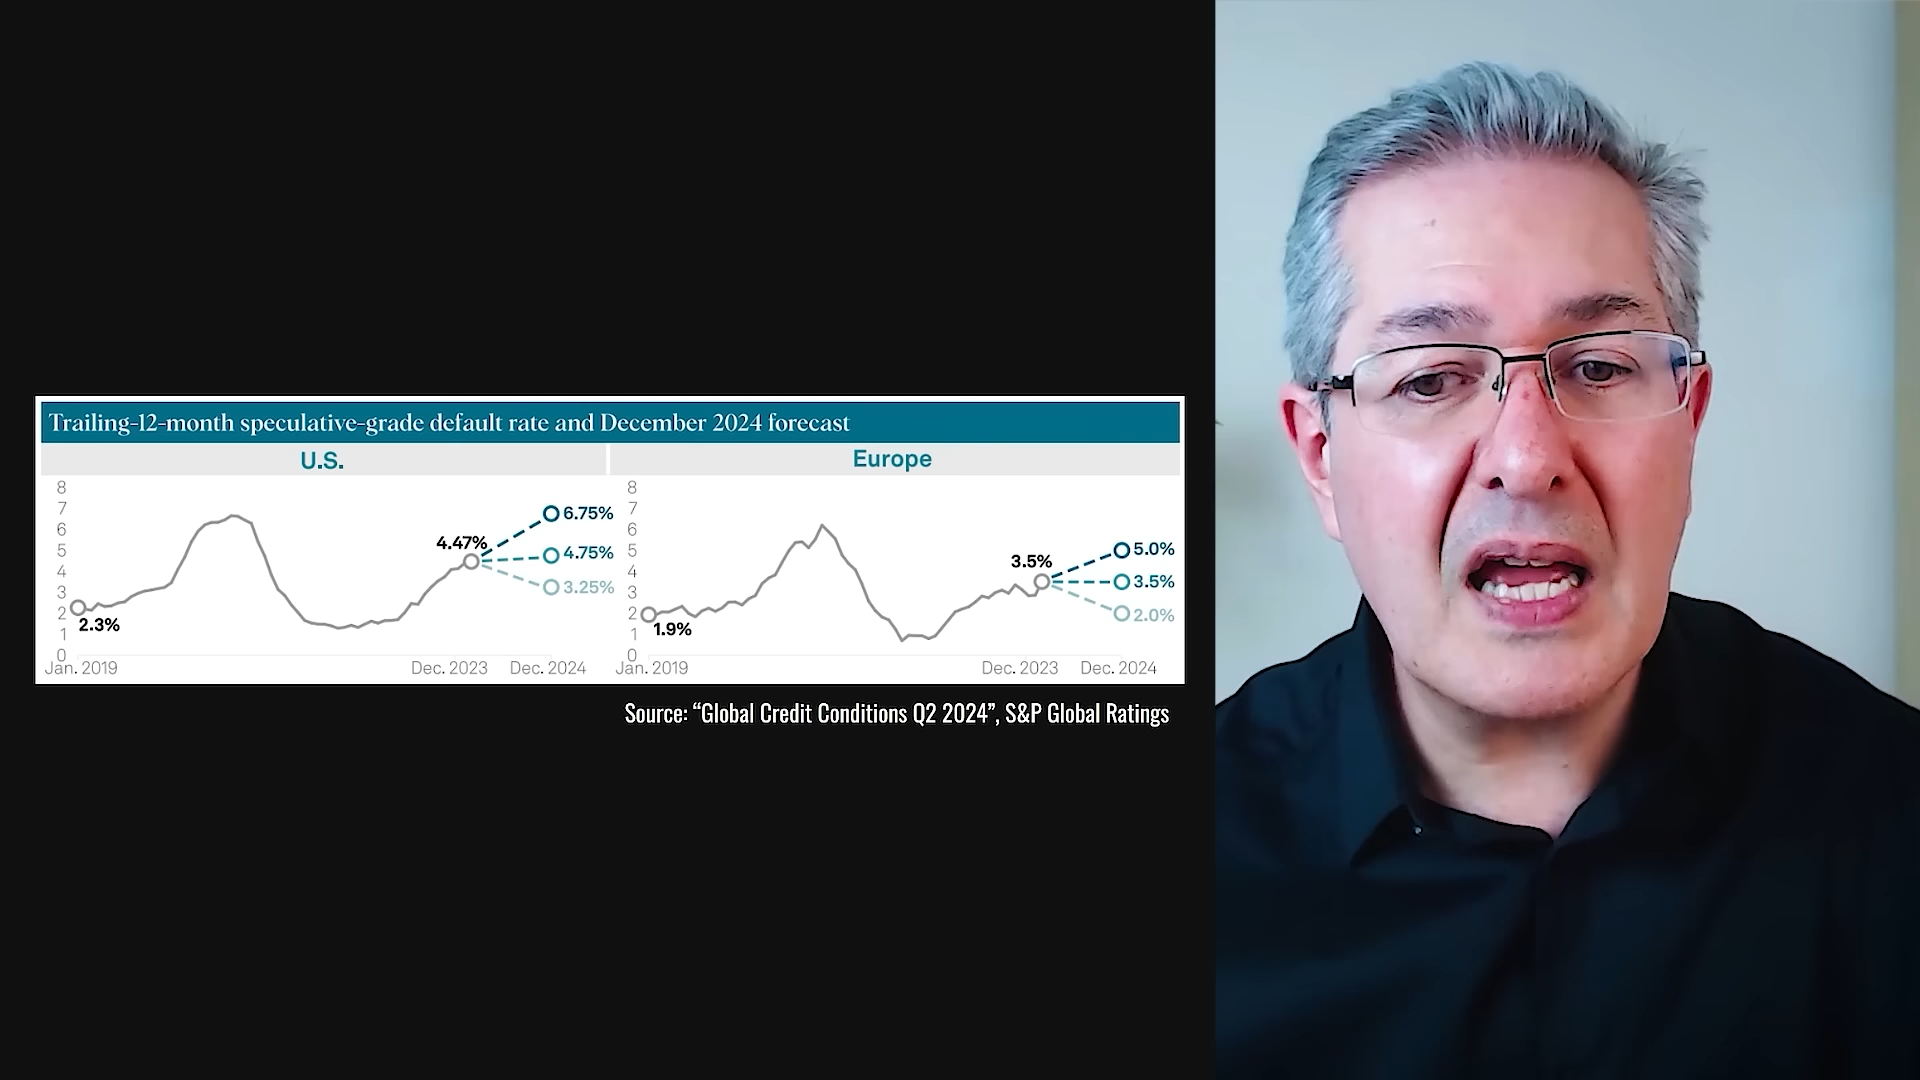 Trailing-12-month speculative-grade default rate and December 2024 forecast
U.S.
8
7
6
5
4
3
2
1
0
2.3%
4.47%
6.75%
4.75%
3.25%
Jan. 2019
Dec. 2023
Dec. 2024
Europe
8
7
6
5
4
3
2
1
0
1.9%
3.5%
5.0%
3.5%
2.0%
Jan. 2019
Dec. 2023
Dec. 2024
Source: “Global Credit Conditions Q2 2024”, S&P Global Ratings